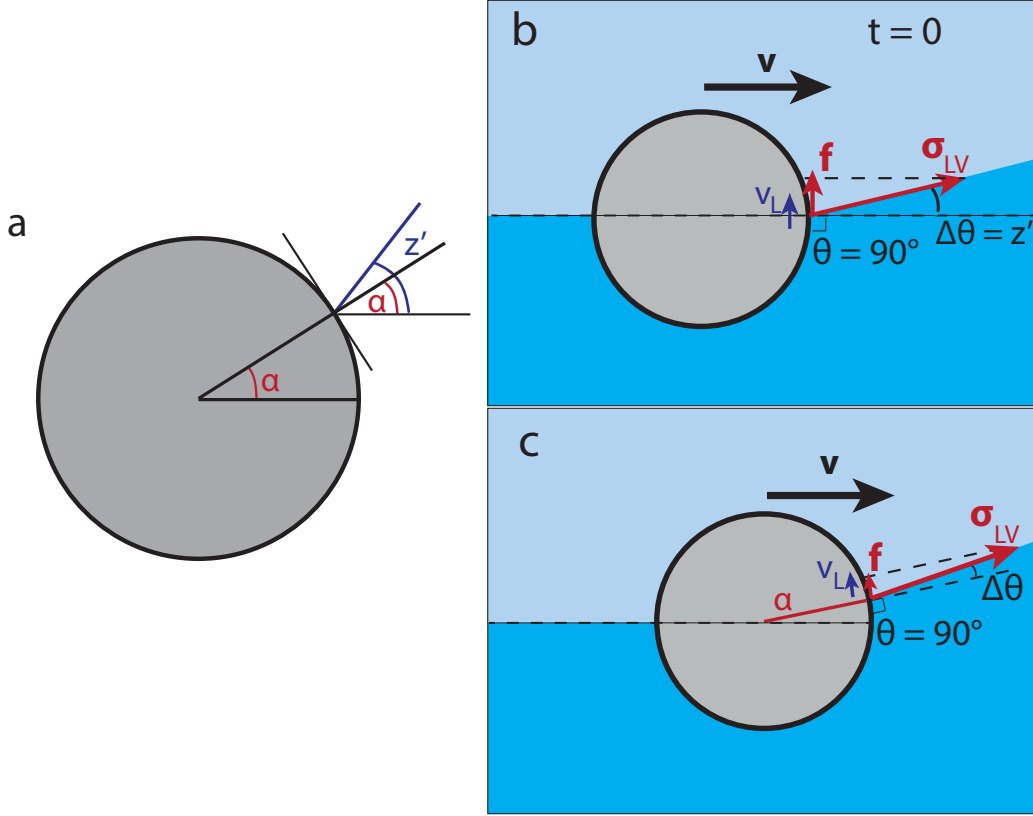 a
z'
α
α
b
t = 0
v
f
σLV
vL
θ = 90°
Δθ = z'
c
v
σLV
f
vL
α
Δθ
θ = 90°